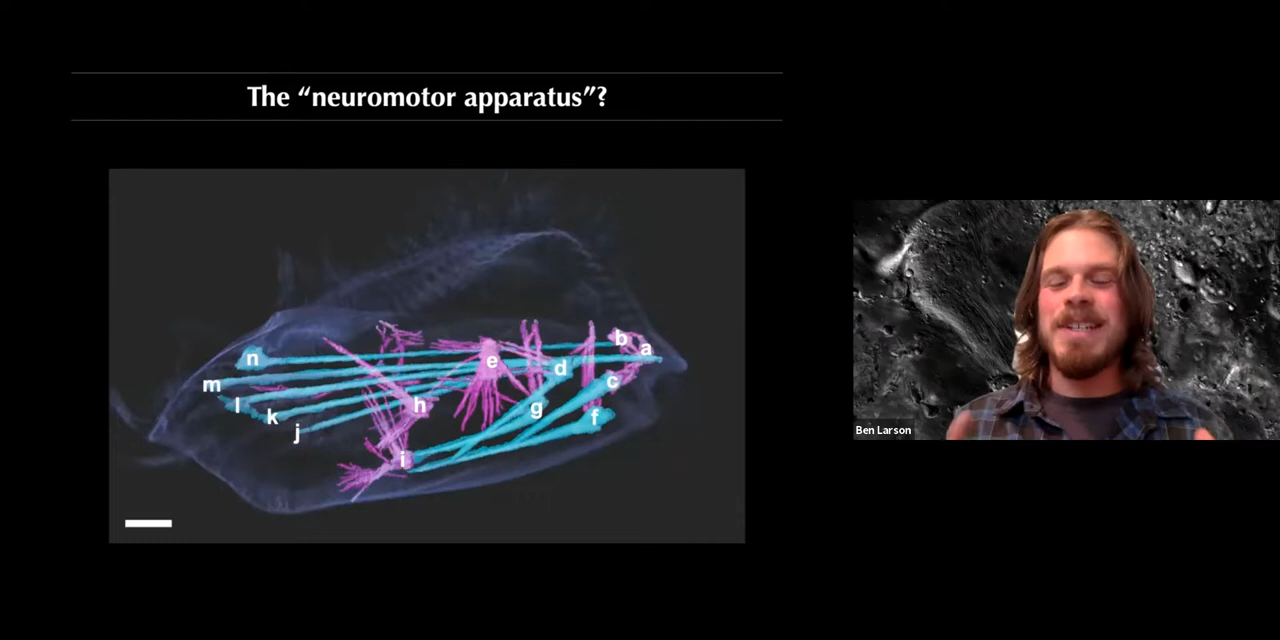 The “neuromotor apparatus”?
b
a
n
e
d
m
c
l
h
g
k
f
j
i
Ben Larson